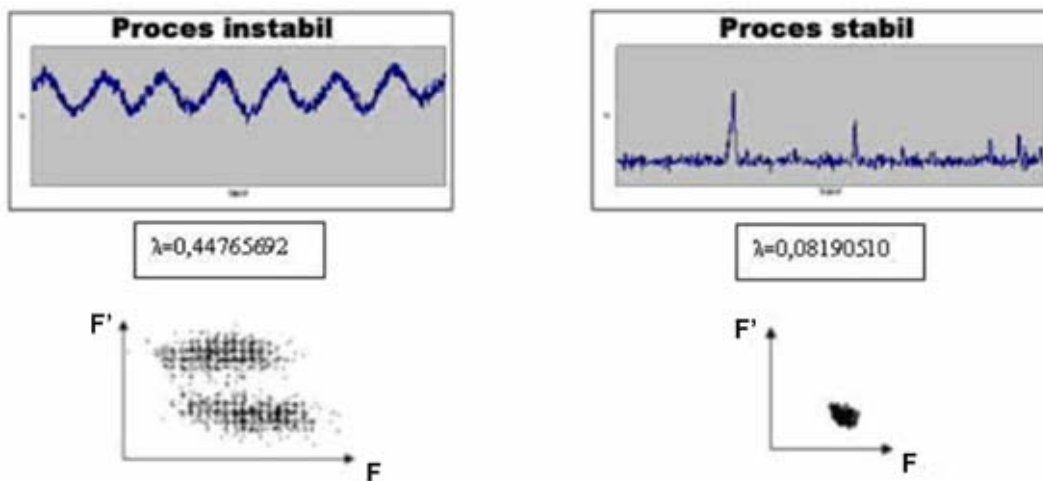 Proces instabil
λ=0,44765692
F'
F
Proces stabil
λ=0,08190510
F'
F